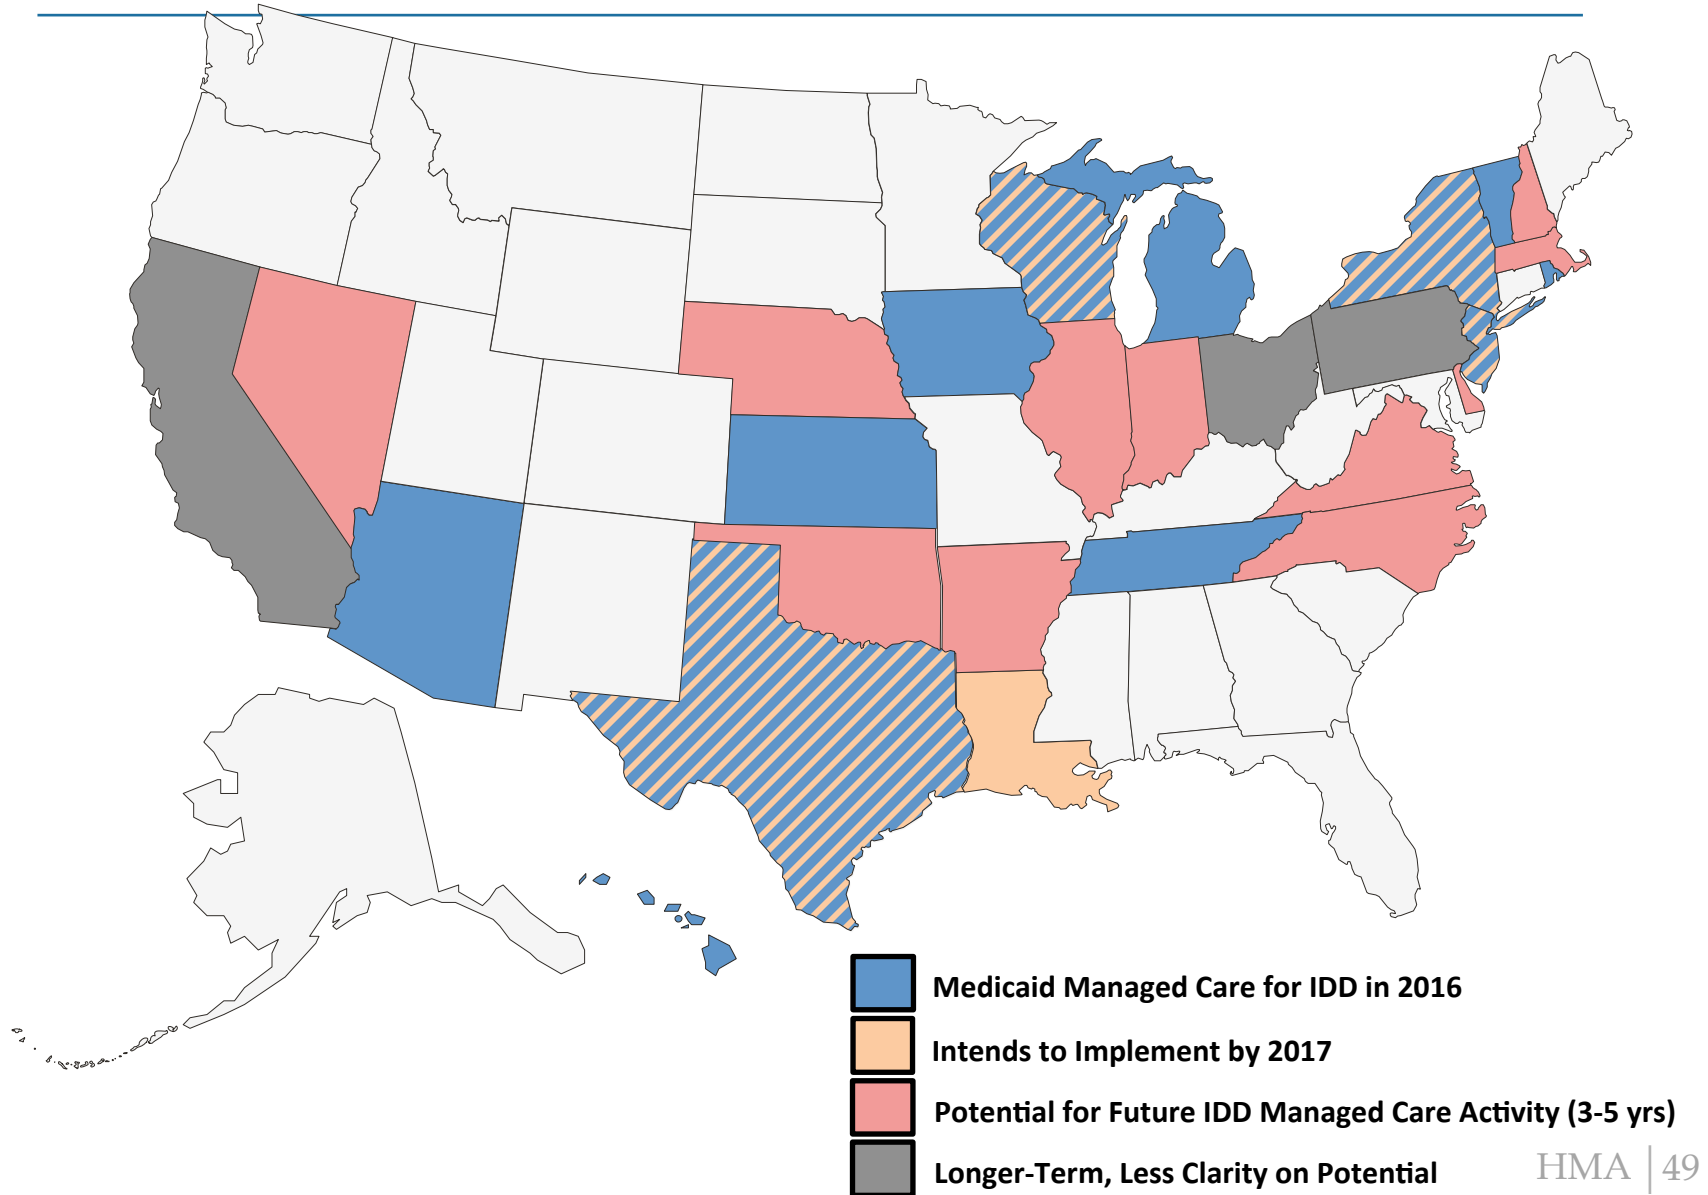 Medicaid Managed Care for IDD in 2016
Intends to Implement by 2017
Potential for Future IDD Managed Care Activity (3-5 yrs)
Longer-Term, Less Clarity on Potential
HMA | 49